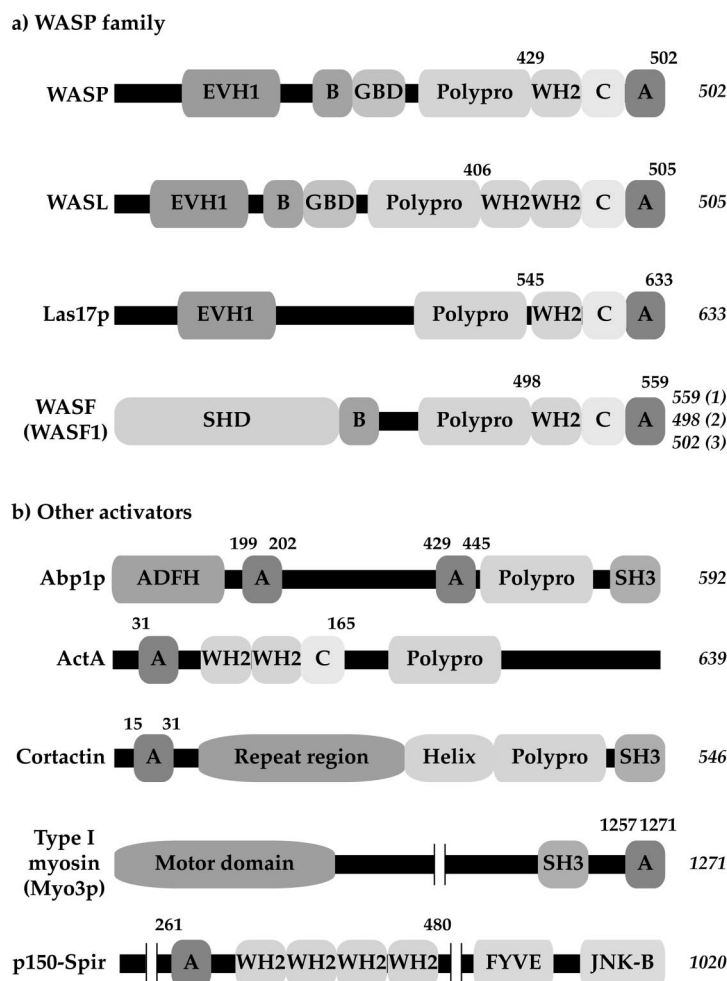 a) WASP family
429 502
WASP EVH1 B GBD Polypro WH2 C A 502
406 505
WASL EVH1 B GBD Polypro WH2 WH2 C A 505
545 633
Las17p EVH1 Polypro WH2 C A 633
498 559
WASF
(WASF1)
SHD B Polypro WH2 C A
559 (1)
498 (2)
502 (3)
b) Other activators
199 202 429 445
Abp1p ADFH A A Polypro SH3 592
31 165
ActA A WH2 WH2 C Polypro 639
15 31
Cortactin A Repeat region Helix Polypro SH3 546
1257 1271
Type I
myosin
(Myo3p)
Motor domain SH3 A 1271
261 480
p150-Spir A WH2 WH2 WH2 WH2 FYVE JNK-B 1020